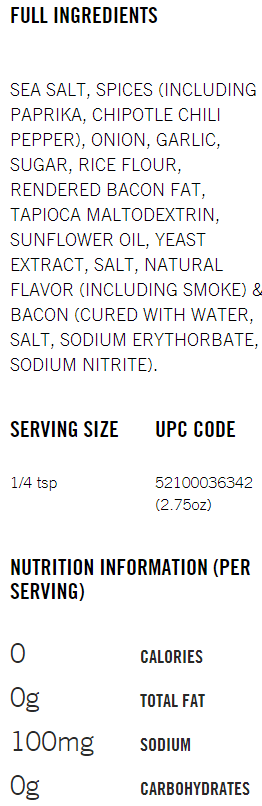 FULL INGREDIENTS
SEA SALT, SPICES (INCLUDING
PAPRIKA, CHIPOTLE CHILI
PEPPER), ONION, GARLIC,
SUGAR, RICE FLOUR,
RENDERED BACON FAT,
TAPIOCA MALTODEXTRIN,
SUNFLOWER OIL, YEAST
EXTRACT, SALT, NATURAL
FLAVOR (INCLUDING SMOKE) &
BACON (CURED WITH WATER,
SALT, SODIUM ERYTHORBATE,
SODIUM NITRITE).
SERVING SIZE UPC CODE
1/4 tsp 52100036342
(2.75oz)
NUTRITION INFORMATION (PER
SERVING)
0 CALORIES
0g TOTAL FAT
100mg SODIUM
0g CARBOHYDRATES